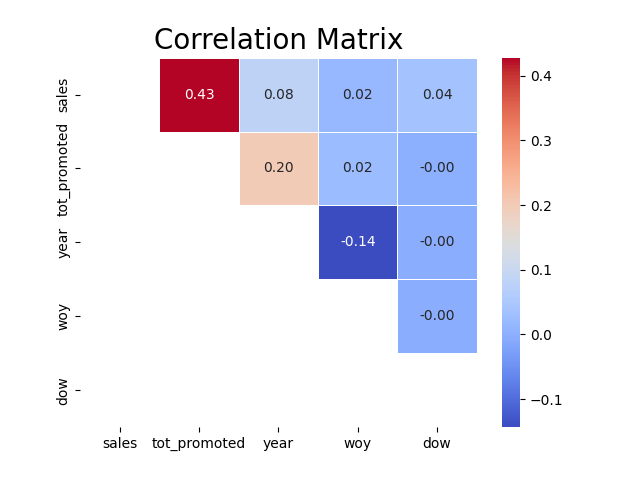 Correlation Matrix
sales
0.43
0.08
0.02
0.04
tot_promoted
0.20
0.02
-0.00
year
-0.14
-0.00
woy
-0.00
dow
sales
tot_promoted
year
woy
dow
0.4
0.3
0.2
0.1
0.0
−0.1